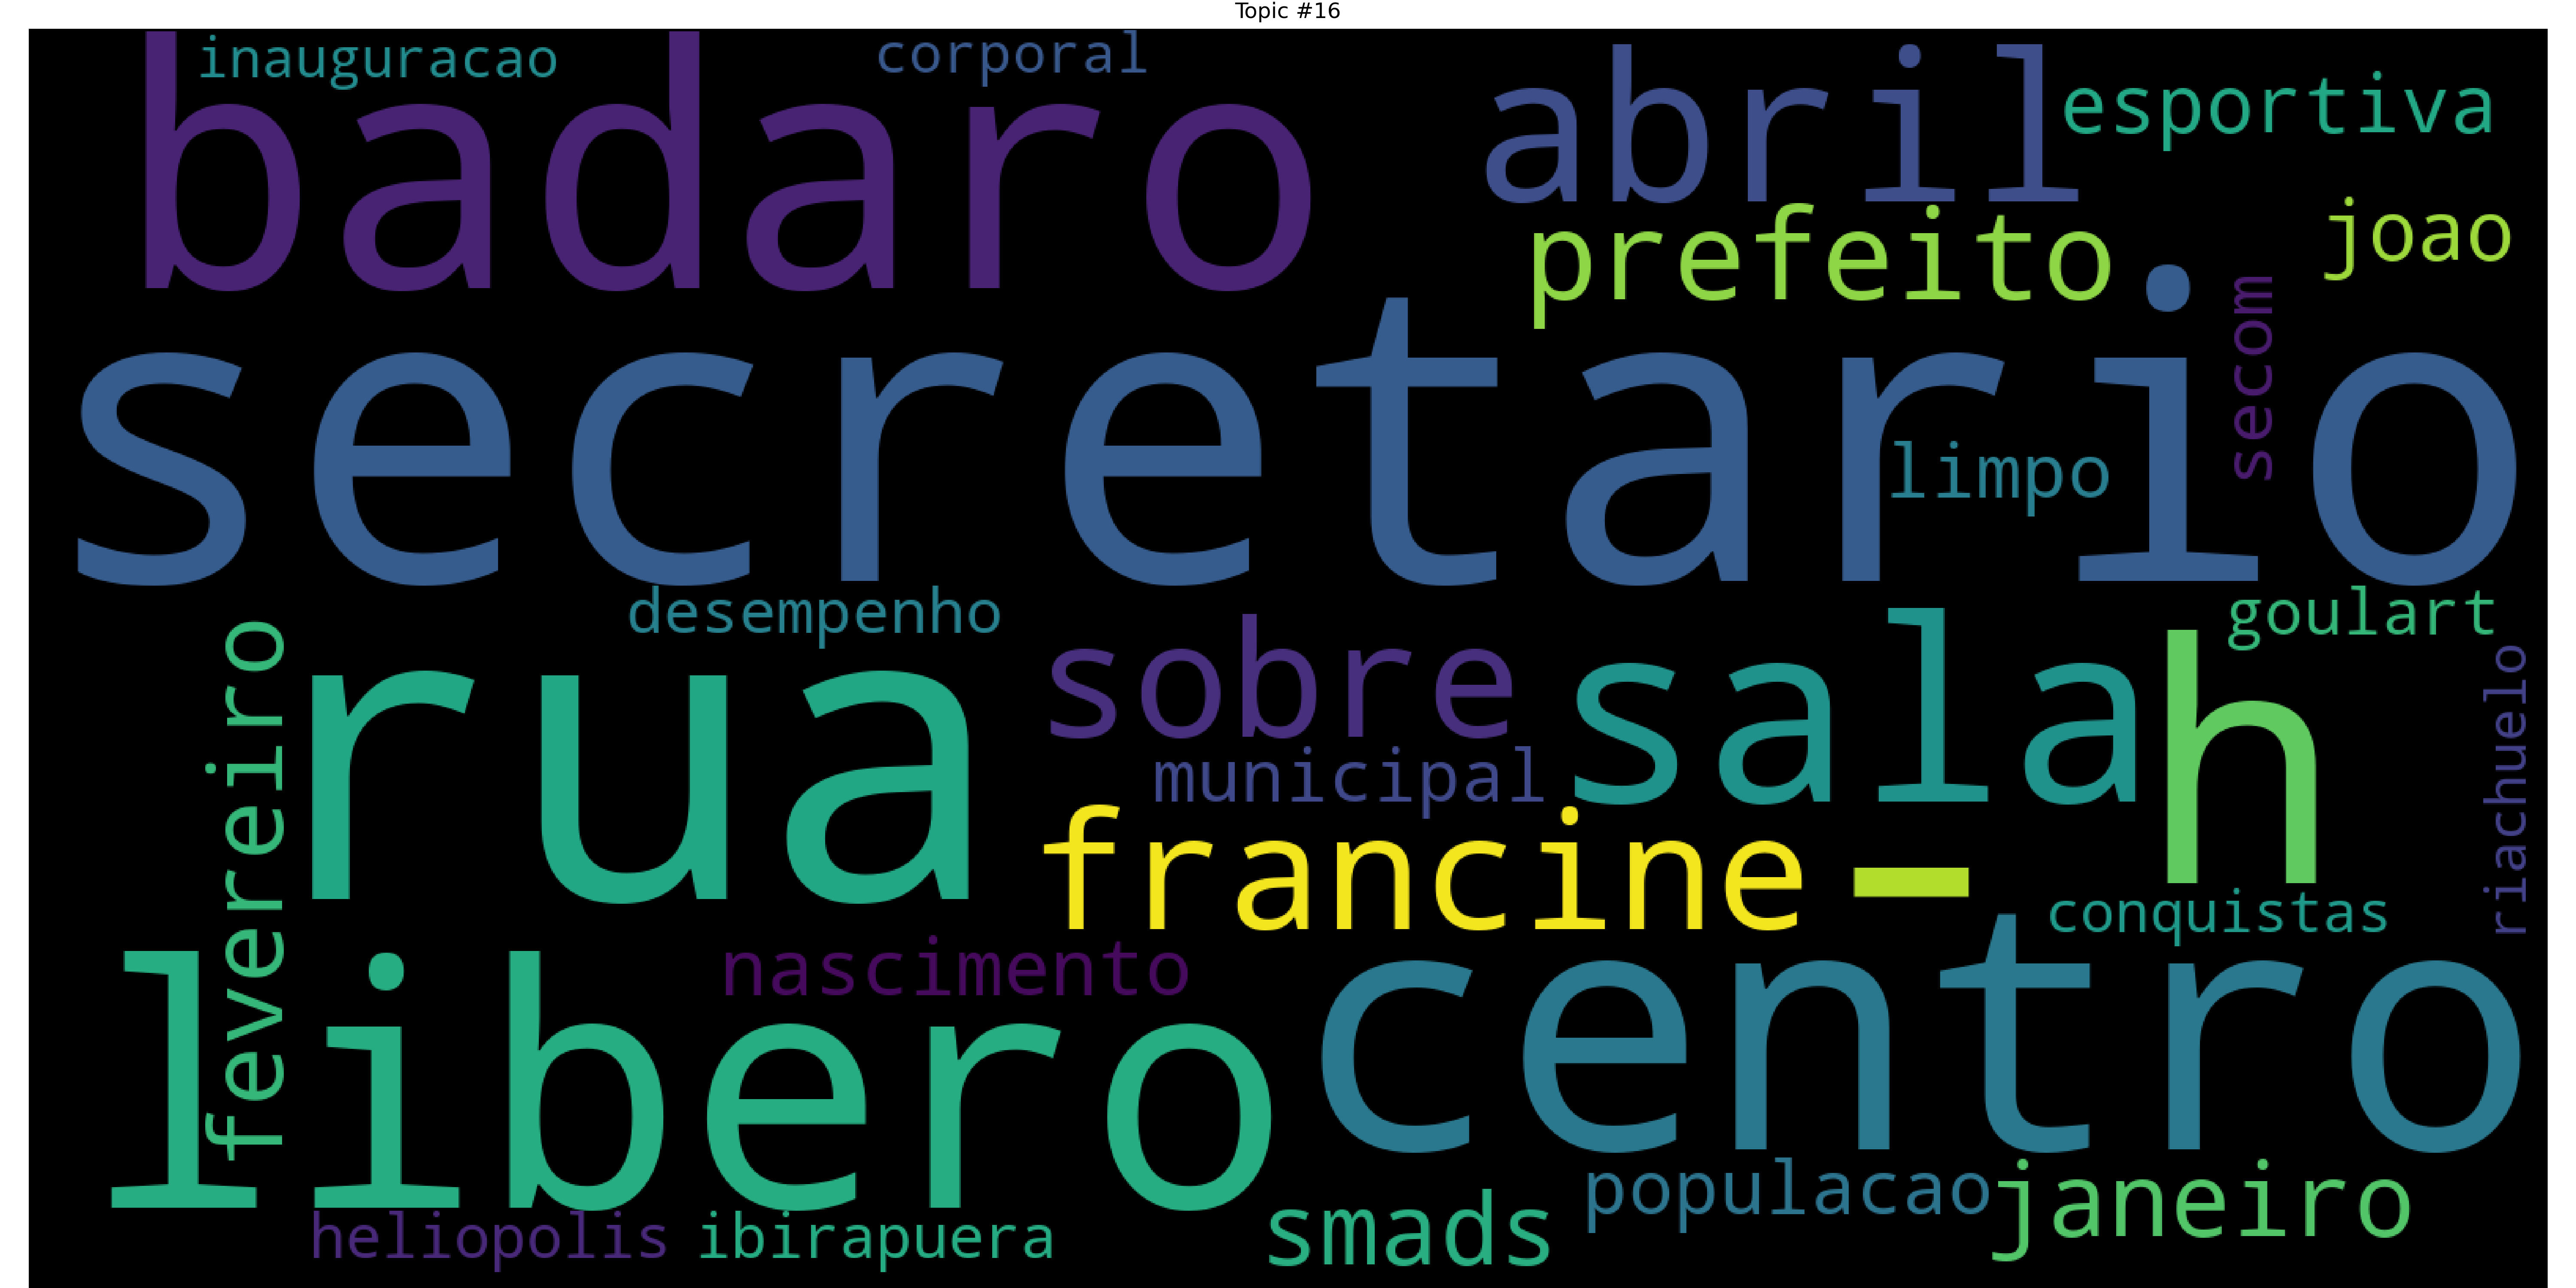 Topic #16
inauguracao
corporal
badaro
abril
esportiva
prefeito
joao
secretario
secom
limpo
desempenho
goulart
fevereiro
rua
sobre
sala
h
riachuelo
municipal
francine
-
conquistas
nascimento
libero
centro
populacao
janeiro
smads
heliopolis
ibirapuera